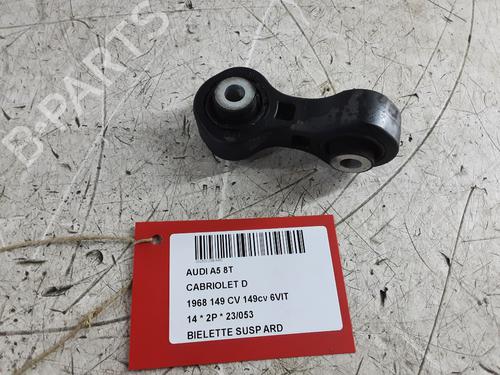 B-PARTS
AUDI A5 8T
CABRIOLET D
1968 149 CV 149cv 6VIT
14 * 2P * 23/053
BIELETTE SUSP ARD